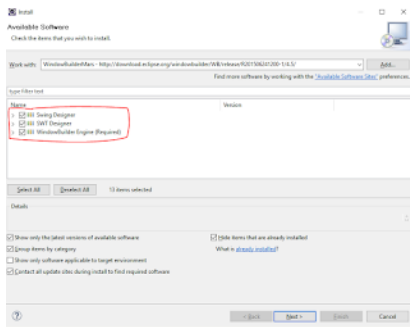 Install
Available Software
Check the items that you wish to install.
Work with: WindowBuilderMars - http://download.eclipse.org/windowbuilder/WB/release/R201506241200-1/4.5/ Add...
Find more software by working with the "Available Software Sites" preferences.
type filter text
Name Version
Swing Designer
SWT Designer
WindowBuilder Engine (Required)
Select All Deselect All 13 items selected
Details
Show only the latest versions of available software Hide items that are already installed
Group items by category What is already installed?
Show only software applicable to target environment
Contact all update sites during install to find required software
? < Back Next > Finish Cancel